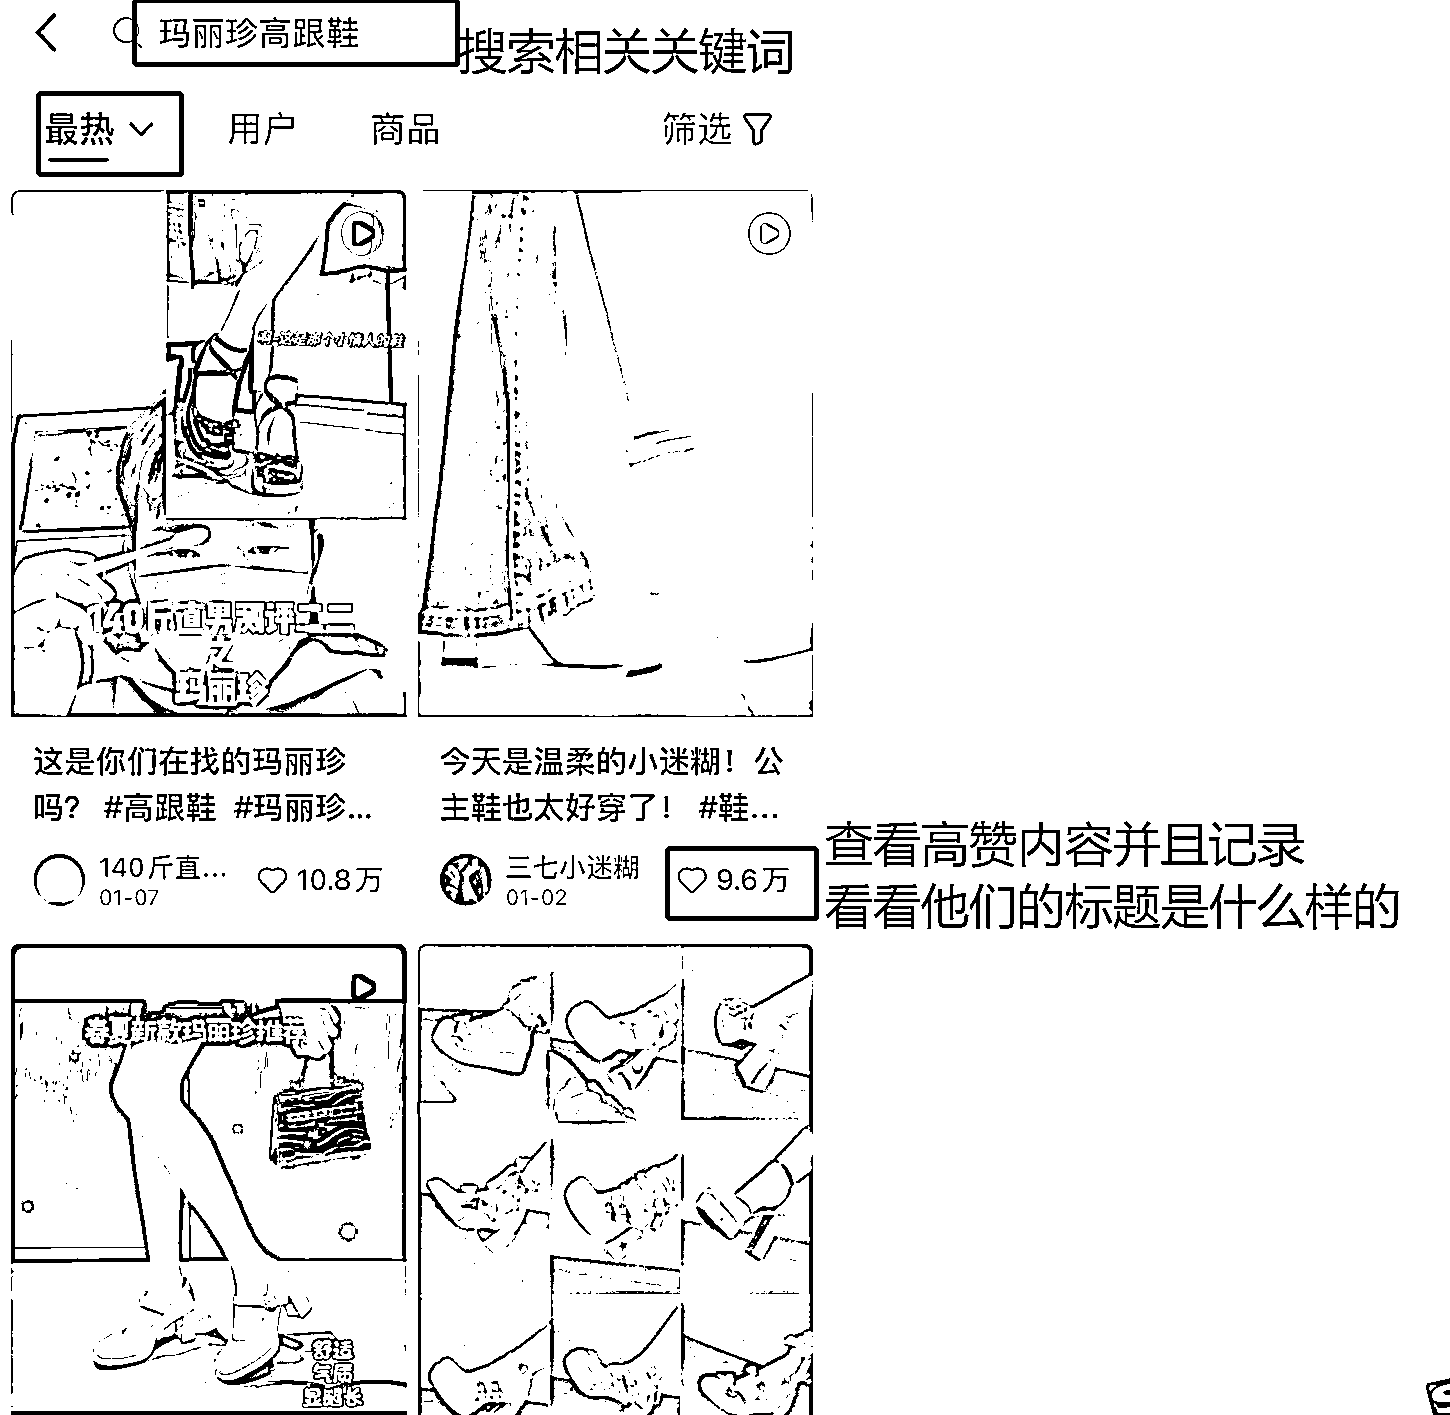 玛丽珍高跟鞋
搜索相关关键词
最热
用户
商品
筛选
啊-这是那个小情人的鞋
140斤直男测评
之
玛丽珍
这是你们在找的玛丽珍
吗？ #高跟鞋 #玛丽珍...
140斤直...
01-07
10.8万
今天是温柔的小迷糊！公
主鞋也太好穿了！ #鞋...
三七小迷糊
01-02
9.6万
查看高赞内容并且记录
看看他们的标题是什么样的
春夏新款玛丽珍推荐
舒适
气质
显腿长